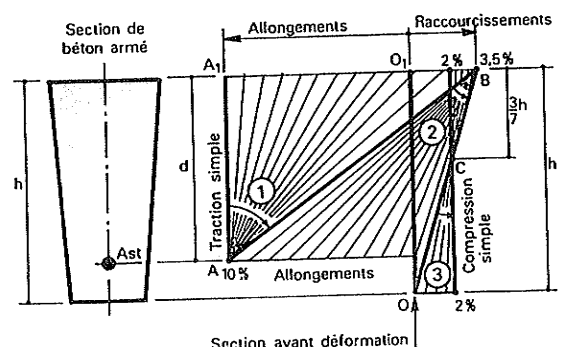 Section de
béton armé
Allongements
Raccourcissements
A1
O1
2%
3,5%
B
h
d
Traction simple
1
2
3h/7
C
h
Compression
simple
Ast
A
10%
Allongements
3
O
2%
Section avant déformation